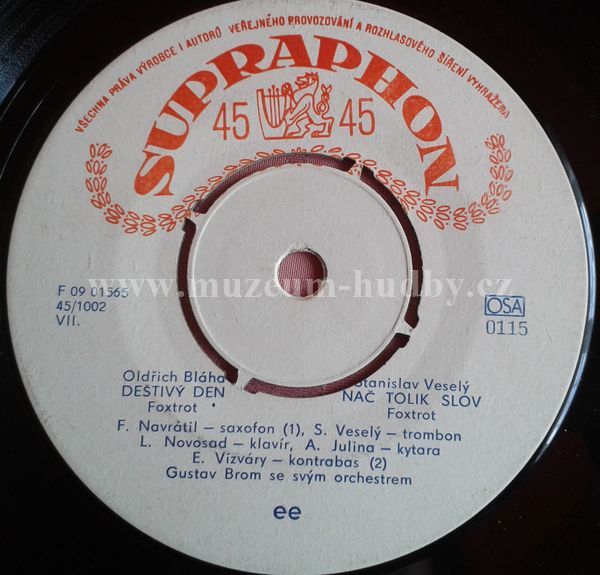 VŠECHNA PRÁVA VÝROBCE I AUTORŮ VEŘEJNÉHO PROVOZOVÁNÍ A ROZHLASOVÉHO ŠÍŘENÍ VYHRAŽENA
SUPRAPHON
45 45
www.muzeum-hudby.cz
F 09 01565
45/1002
VII.
OSA
0115
Oldřich Bláha
DEŠTIVÝ DEN
Foxtrot
Stanislav Veselý
NAČ TOLIK SLOV
Foxtrot
F. Navrátil – saxofon (1), S. Veselý – trombon
L. Novosad – klavír, A. Julina – kytara
E. Vizváry – kontrabas (2)
Gustav Brom se svým orchestrem
ee